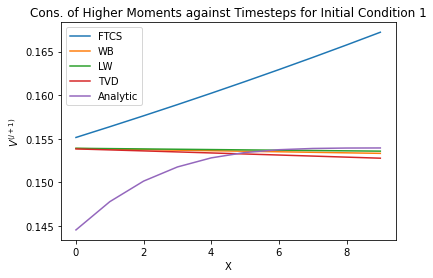 Cons. of Higher Moments against Timesteps for Initial Condition 1
FTCS
WB
LW
TVD
Analytic
0.165
0.160
0.155
0.150
0.145
V^(j+1)
0 2 4 6 8
X